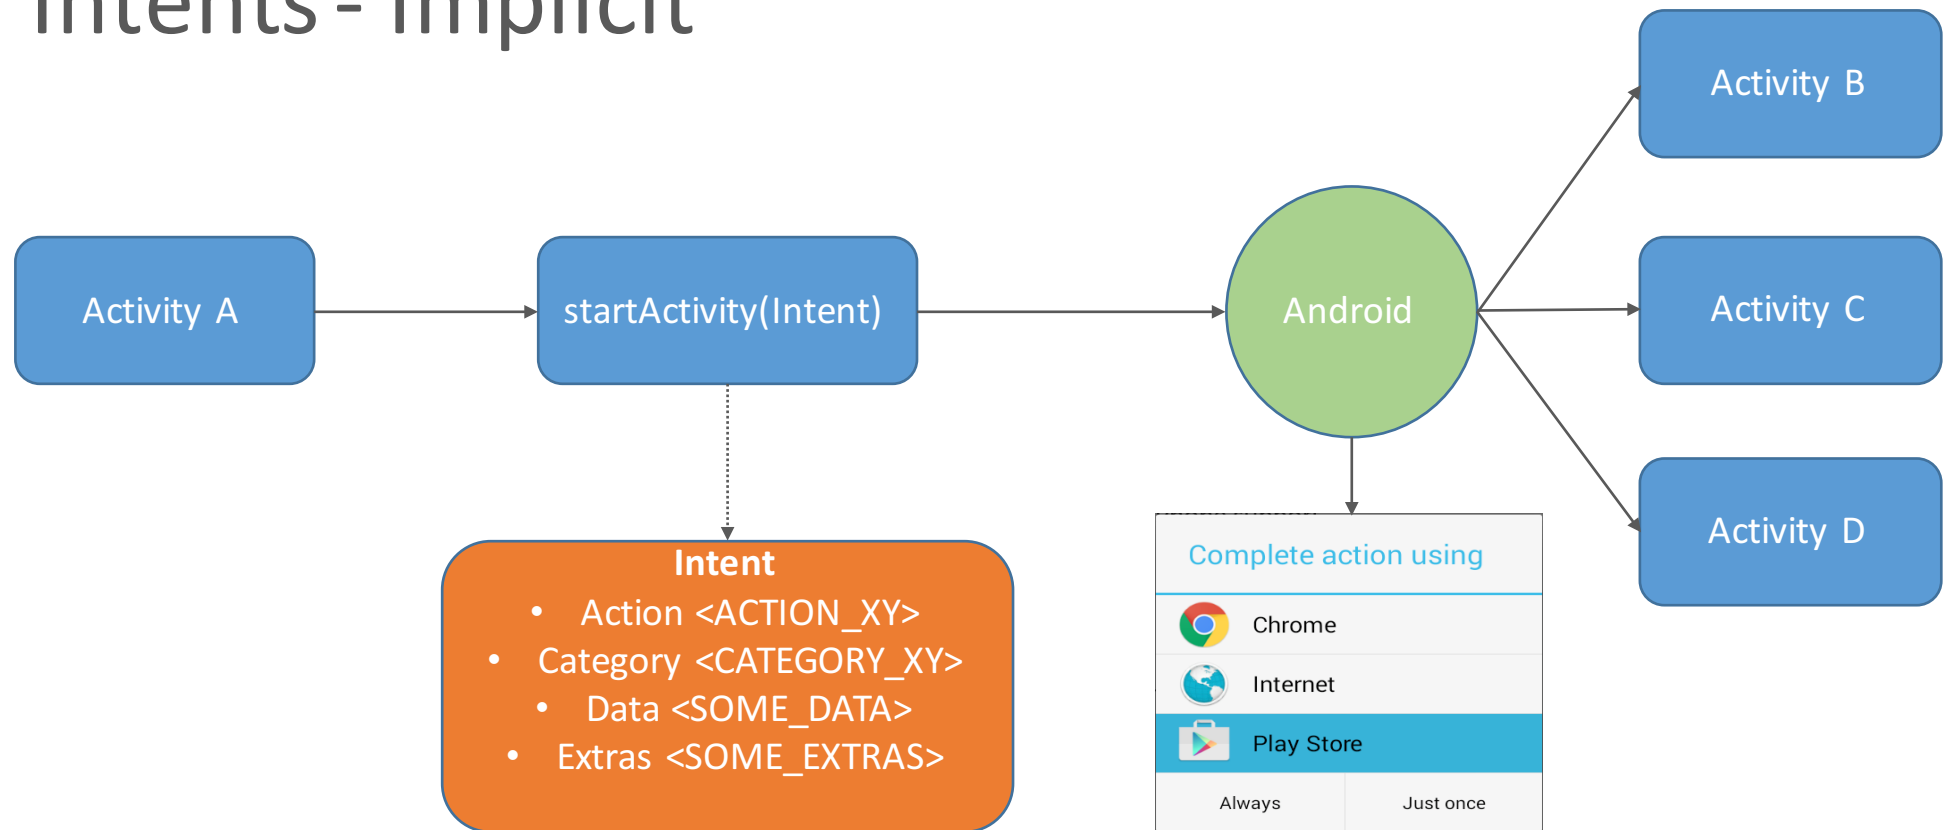 Intents - Implicit
Activity B
Activity A
startActivity(Intent)
Android
Activity C
Activity D
Intent
• Action <ACTION_XY>
• Category <CATEGORY_XY>
• Data <SOME_DATA>
• Extras <SOME_EXTRAS>
Complete action using
Chrome
Internet
Play Store
Always
Just once